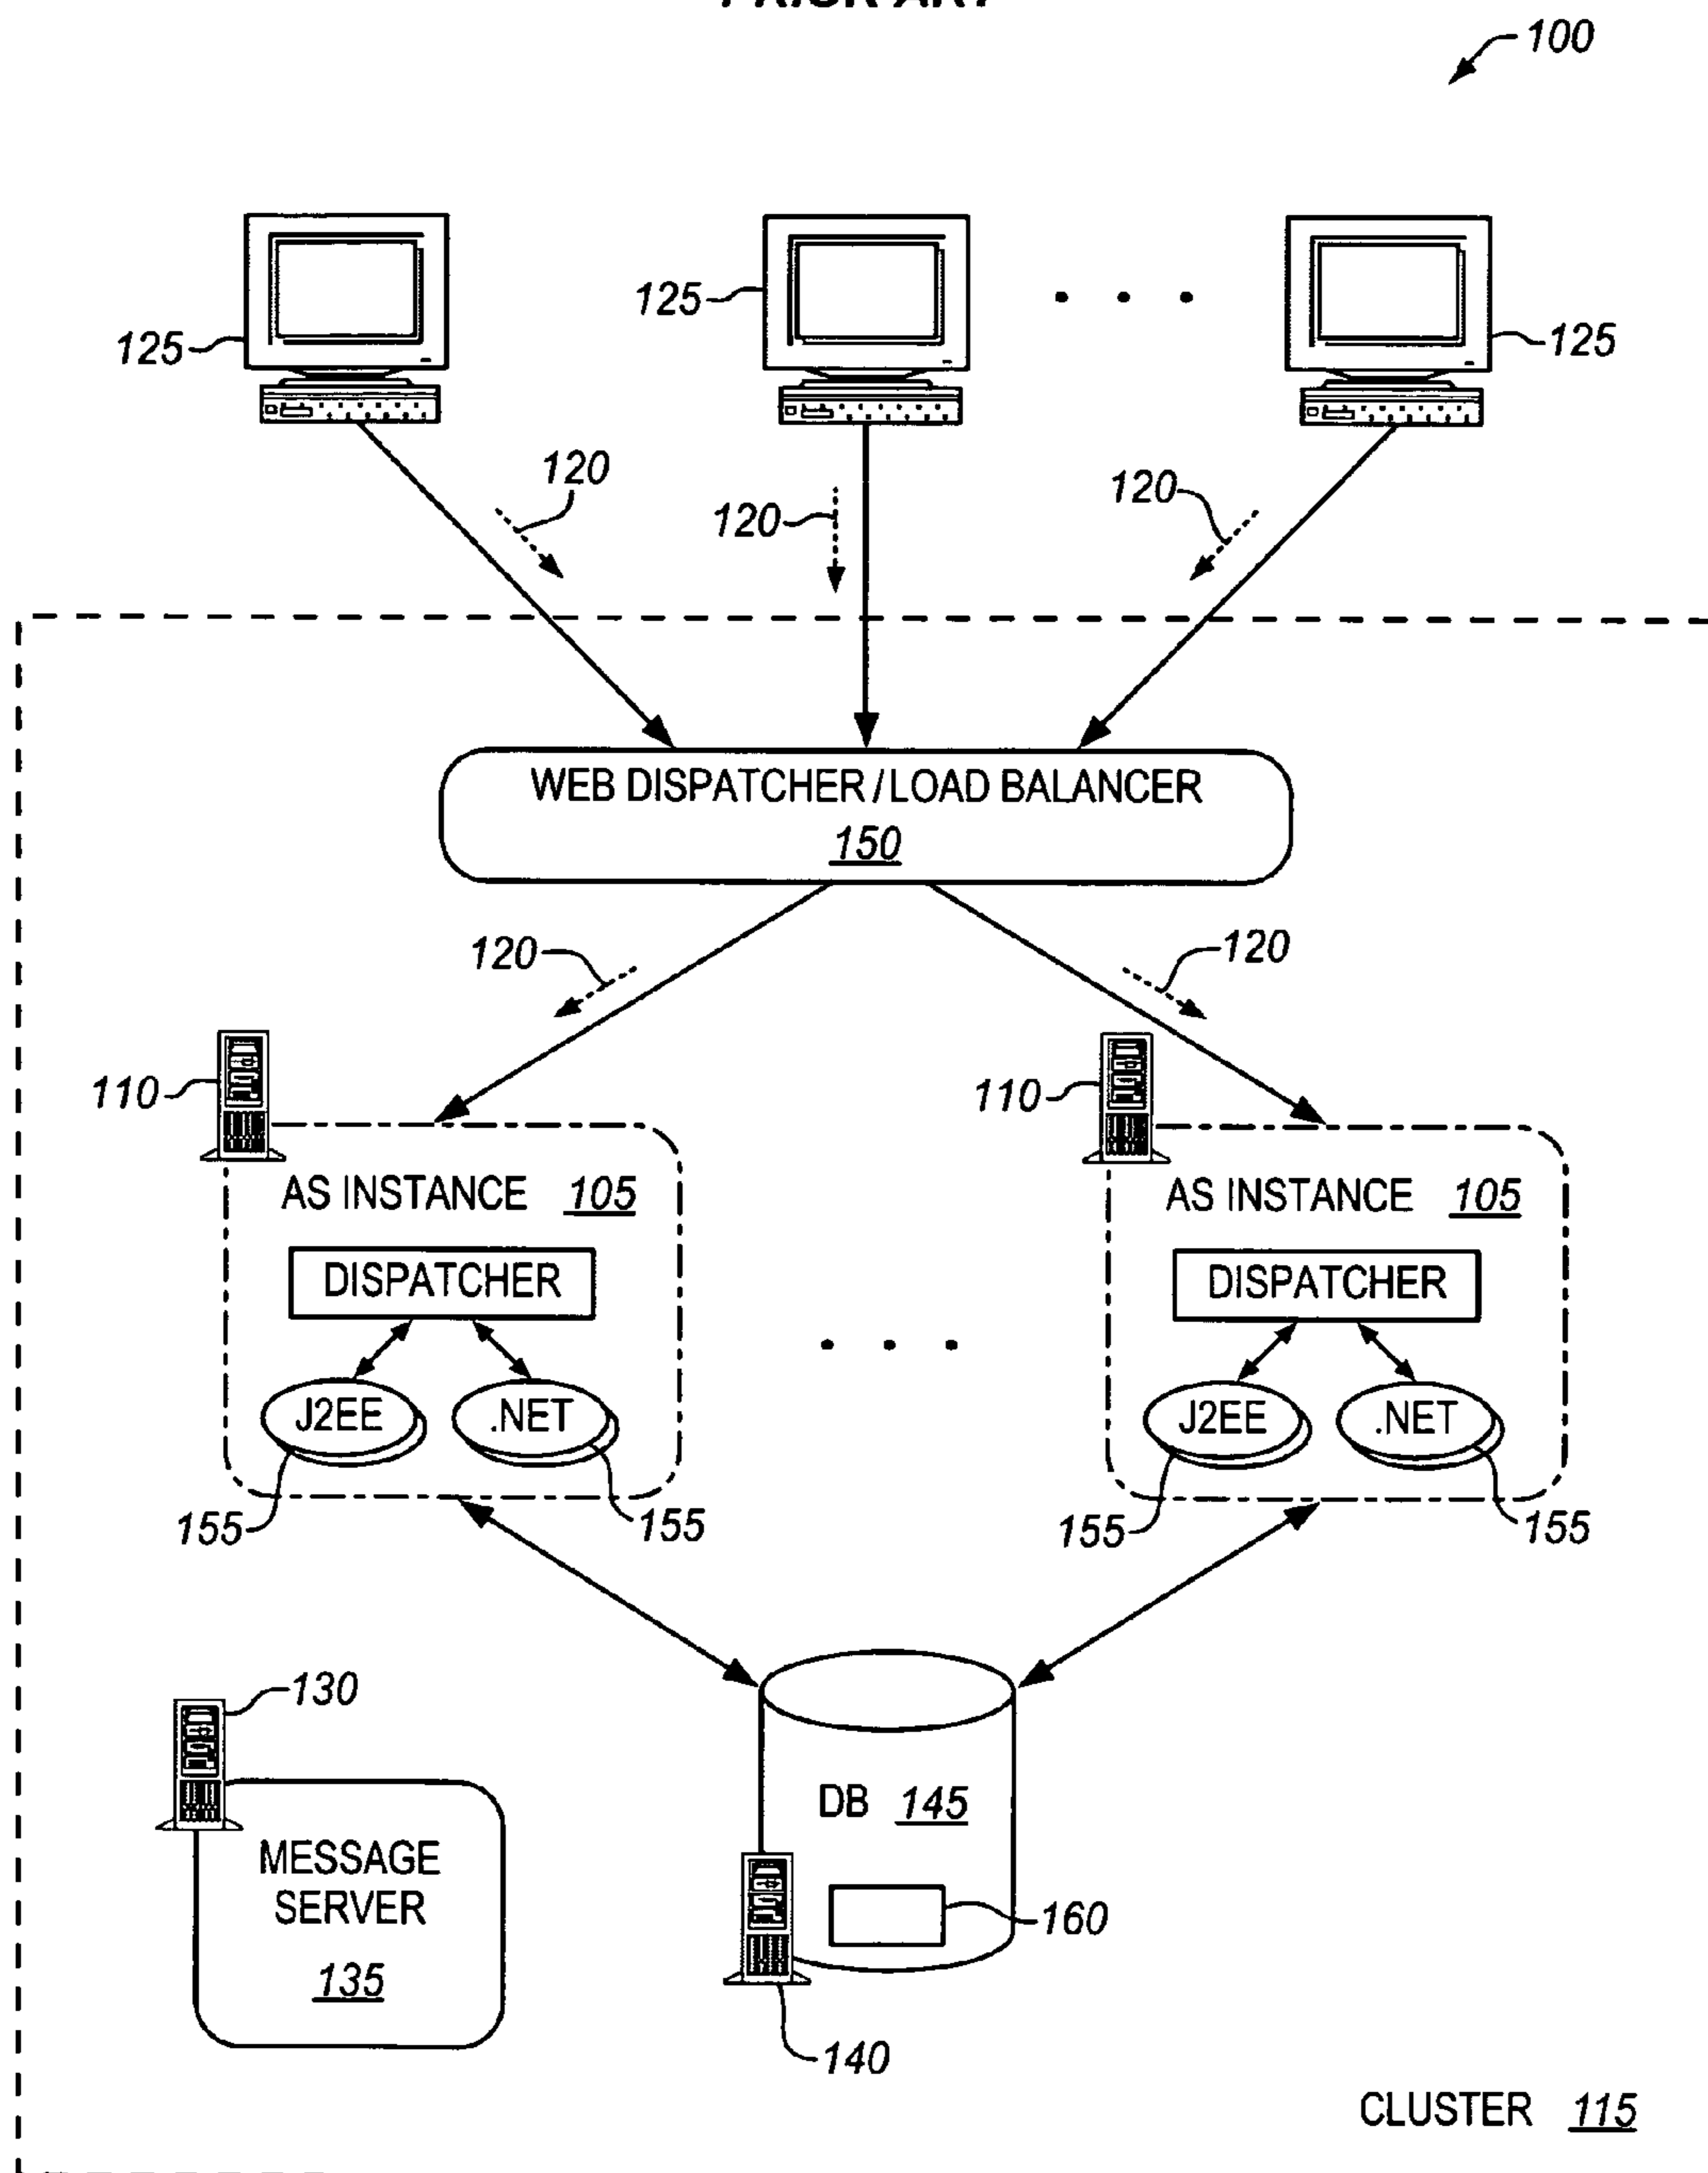 PRIOR ART
100
125
125
125
120
120
120
WEB DISPATCHER/LOAD BALANCER
150
120
120
110
110
AS INSTANCE 105
AS INSTANCE 105
DISPATCHER
DISPATCHER
J2EE
.NET
J2EE
.NET
155
155
155
155
130
DB 145
MESSAGE
SERVER
135
160
140
CLUSTER 115